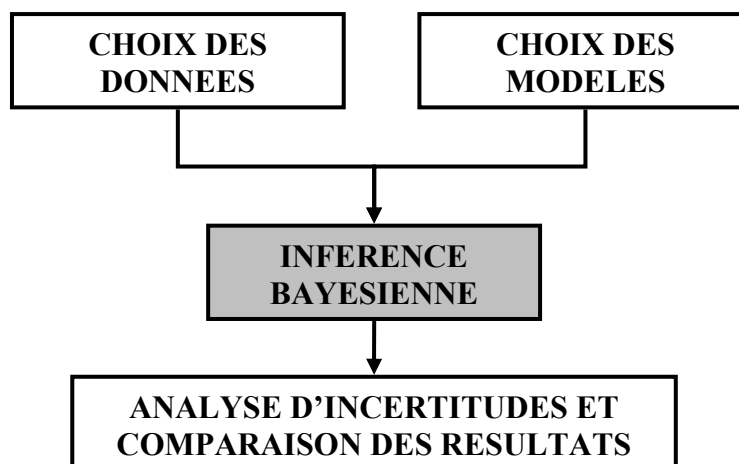 CHOIX DES
DONNEES
CHOIX DES
MODELES
INFERENCE
BAYESIENNE
ANALYSE D’INCERTITUDES ET
COMPARAISON DES RESULTATS